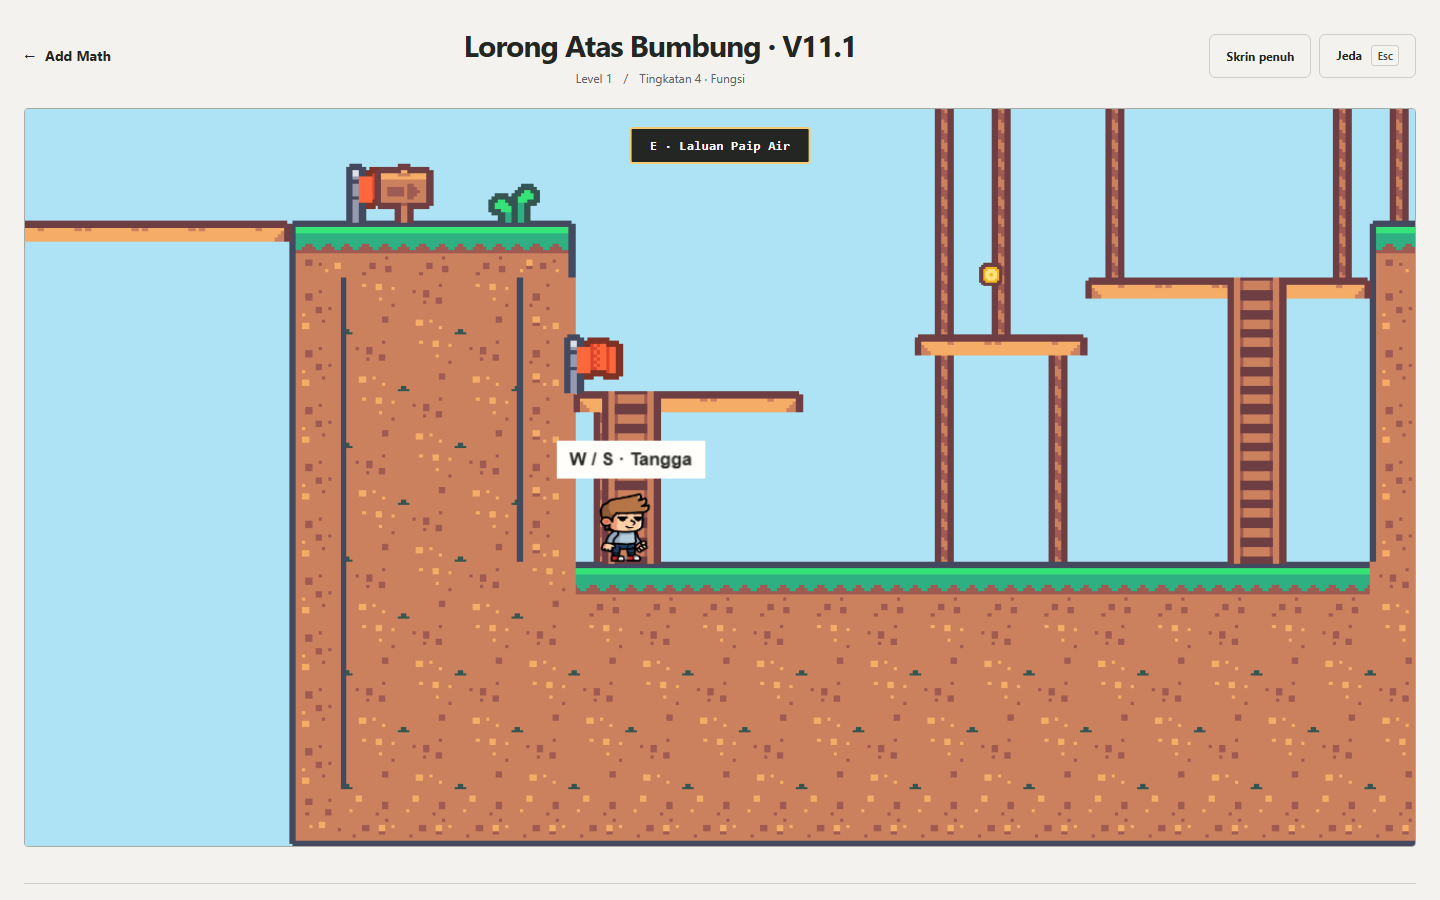 ← Add Math
Lorong Atas Bumbung · V11.1
Level 1 / Tingkatan 4 · Fungsi
Skrin penuh
Jeda Esc
E · Laluan Paip Air
W / S · Tangga